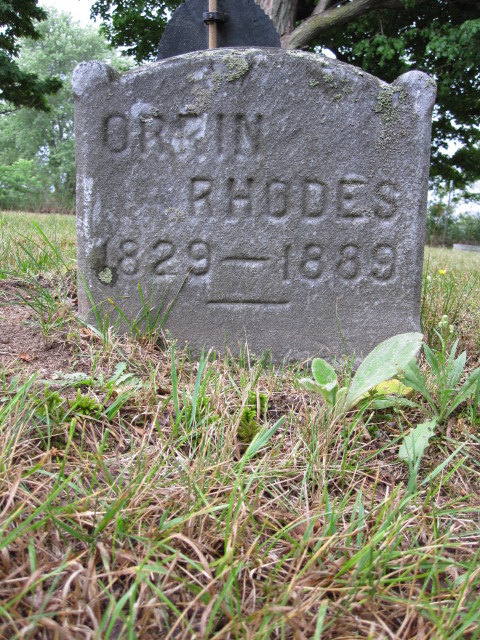 ORRIN
RHODES
1829 — 1889